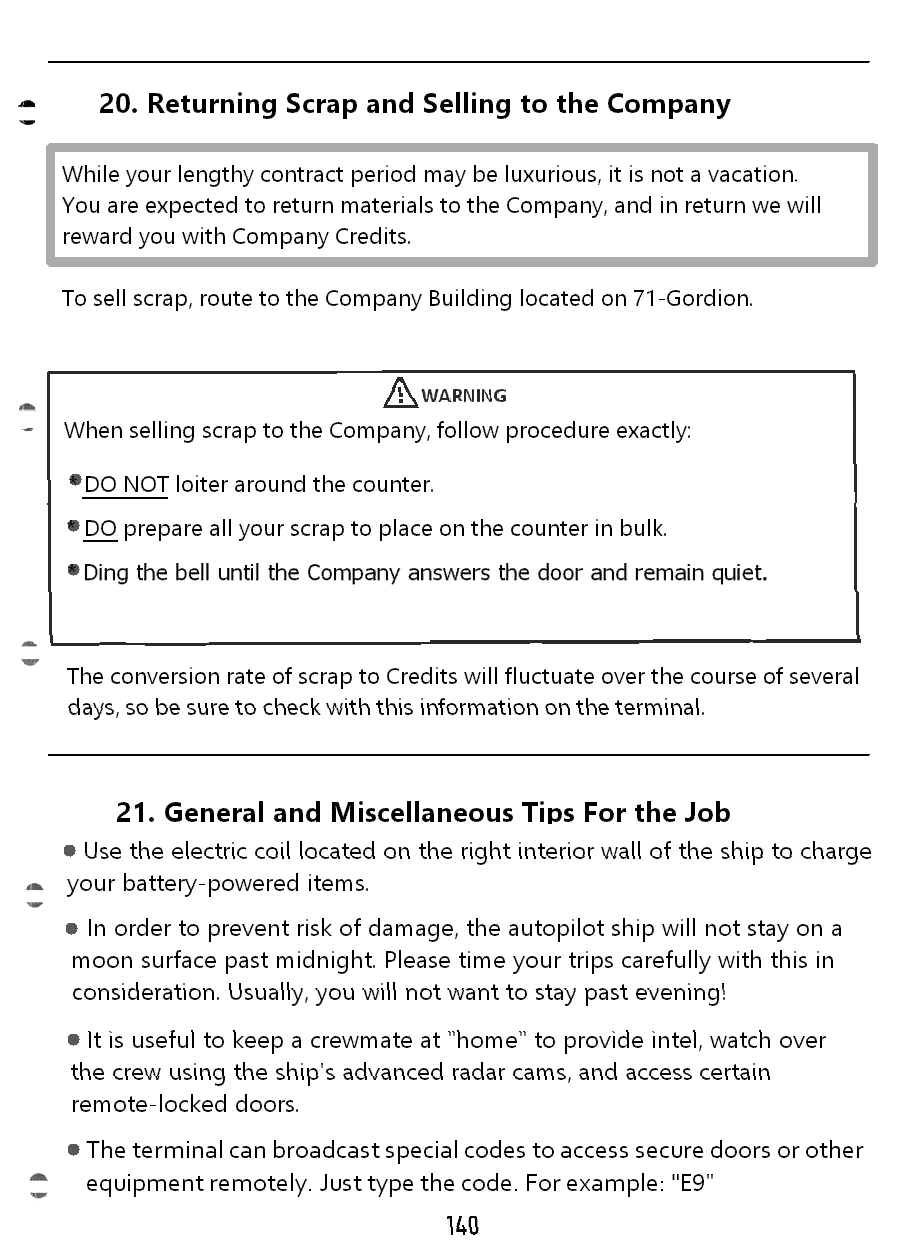 20. Returning Scrap and Selling to the Company
While your lengthy contract period may be luxurious, it is not a vacation.
You are expected to return materials to the Company, and in return we will
reward you with Company Credits.
To sell scrap, route to the Company Building located on 71-Gordion.
WARNING
When selling scrap to the Company, follow procedure exactly:
DO NOT loiter around the counter.
DO prepare all your scrap to place on the counter in bulk.
Ding the bell until the Company answers the door and remain quiet.
The conversion rate of scrap to Credits will fluctuate over the course of several
days, so be sure to check with this information on the terminal.
21. General and Miscellaneous Tips For the Job
● Use the electric coil located on the right interior wall of the ship to charge
your battery-powered items.
● In order to prevent risk of damage, the autopilot ship will not stay on a
moon surface past midnight. Please time your trips carefully with this in
consideration. Usually, you will not want to stay past evening!
● It is useful to keep a crewmate at ”home” to provide intel, watch over
the crew using the ship's advanced radar cams, and access certain
remote-locked doors.
● The terminal can broadcast special codes to access secure doors or other
equipment remotely. Just type the code. For example: "E9"
140